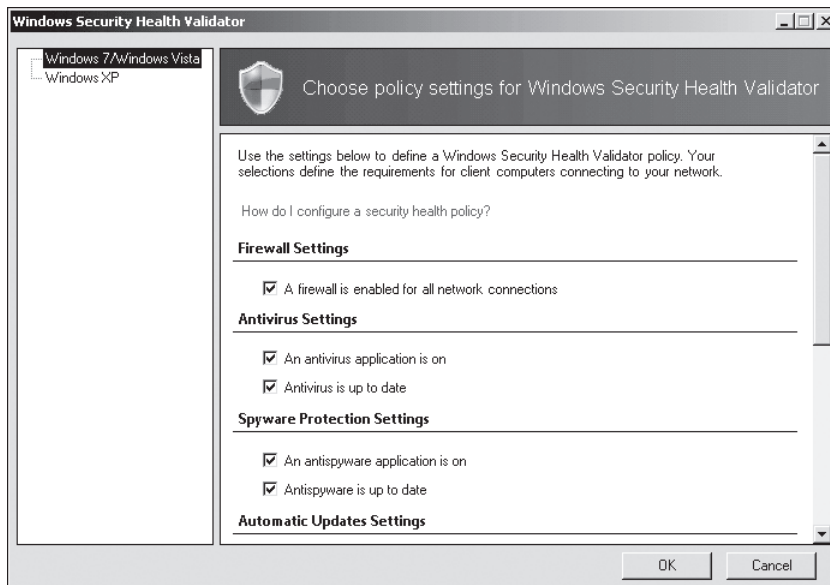 Windows Security Health Validator
Windows 7/Windows Vista
Windows XP
Choose policy settings for Windows Security Health Validator
Use the settings below to define a Windows Security Health Validator policy. Your
selections define the requirements for client computers connecting to your network.
How do I configure a security health policy?
Firewall Settings
A firewall is enabled for all network connections
Antivirus Settings
An antivirus application is on
Antivirus is up to date
Spyware Protection Settings
An antispyware application is on
Antispyware is up to date
Automatic Updates Settings
OK
Cancel